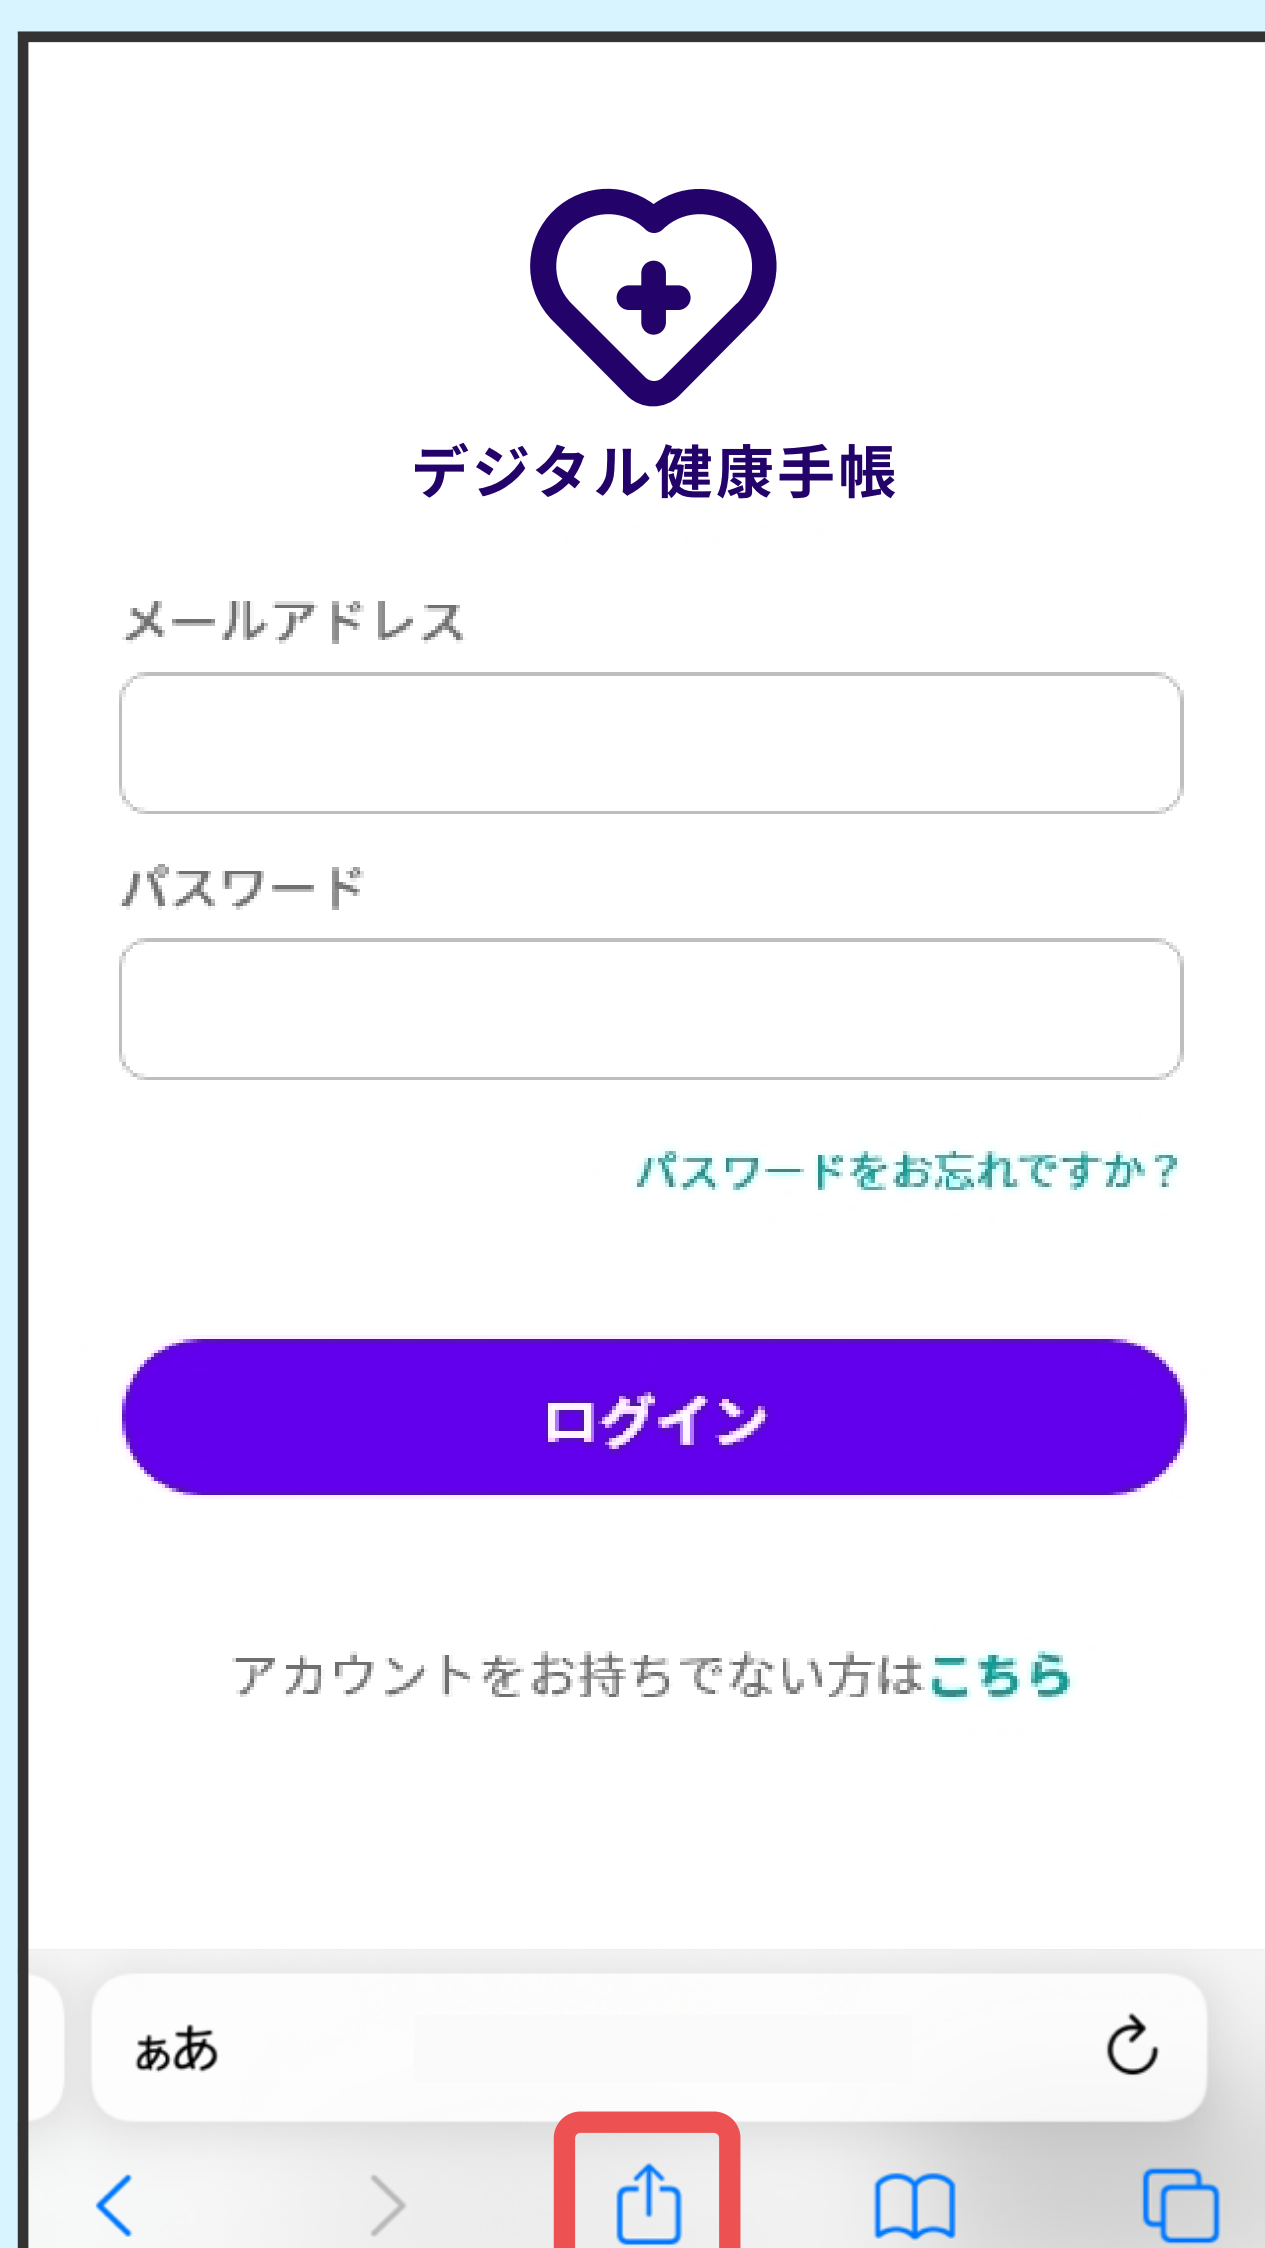 デジタル健康手帳
メールアドレス
パスワード
パスワードをお忘れですか？
ログイン
アカウントをお持ちでない方はこちら
ぁあ